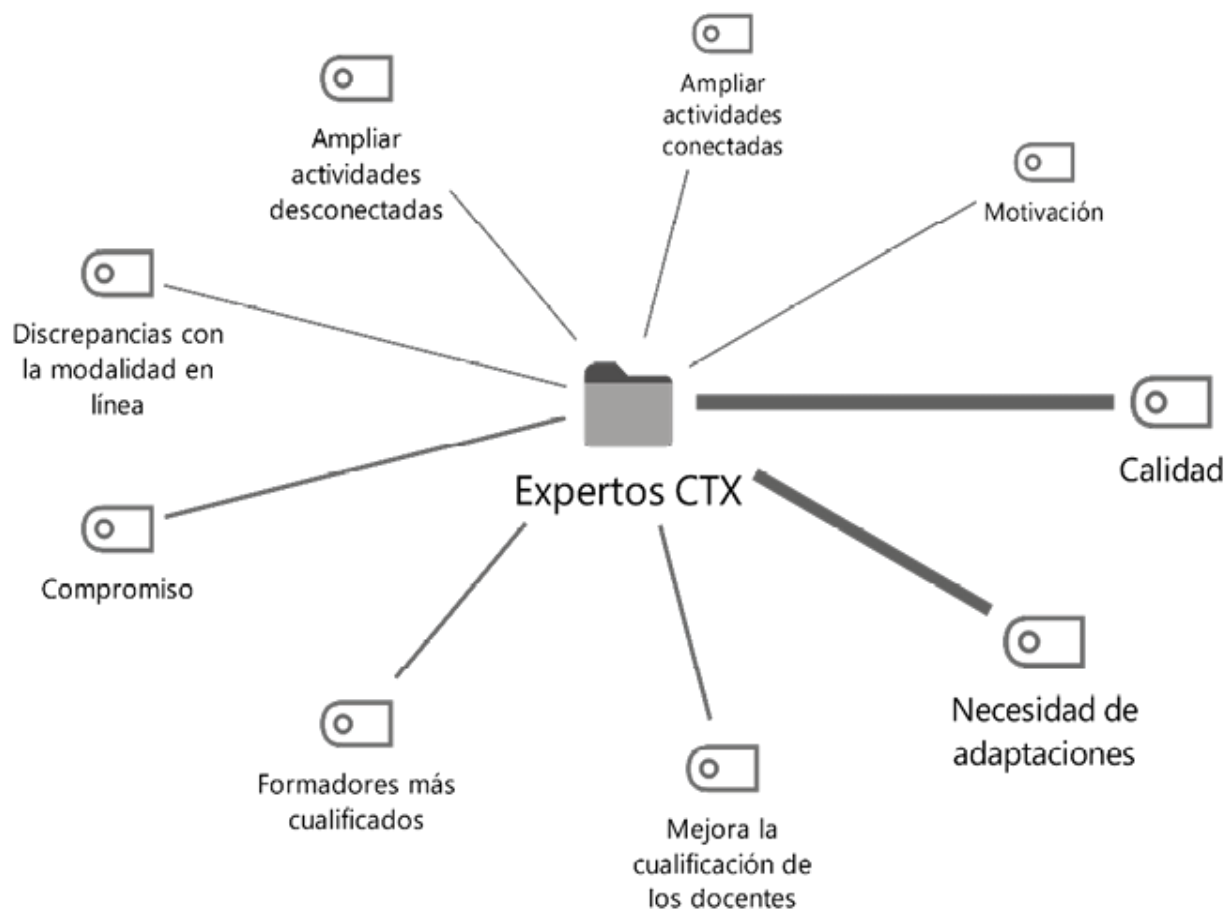 Ampliar
actividades
conectadas
Ampliar
actividades
desconectadas
Motivación
Discrepancias con
la modalidad en
línea
Calidad
Expertos CTX
Compromiso
Necesidad de
adaptaciones
Formadores más
cualificados
Mejora la
cualificación de
los docentes